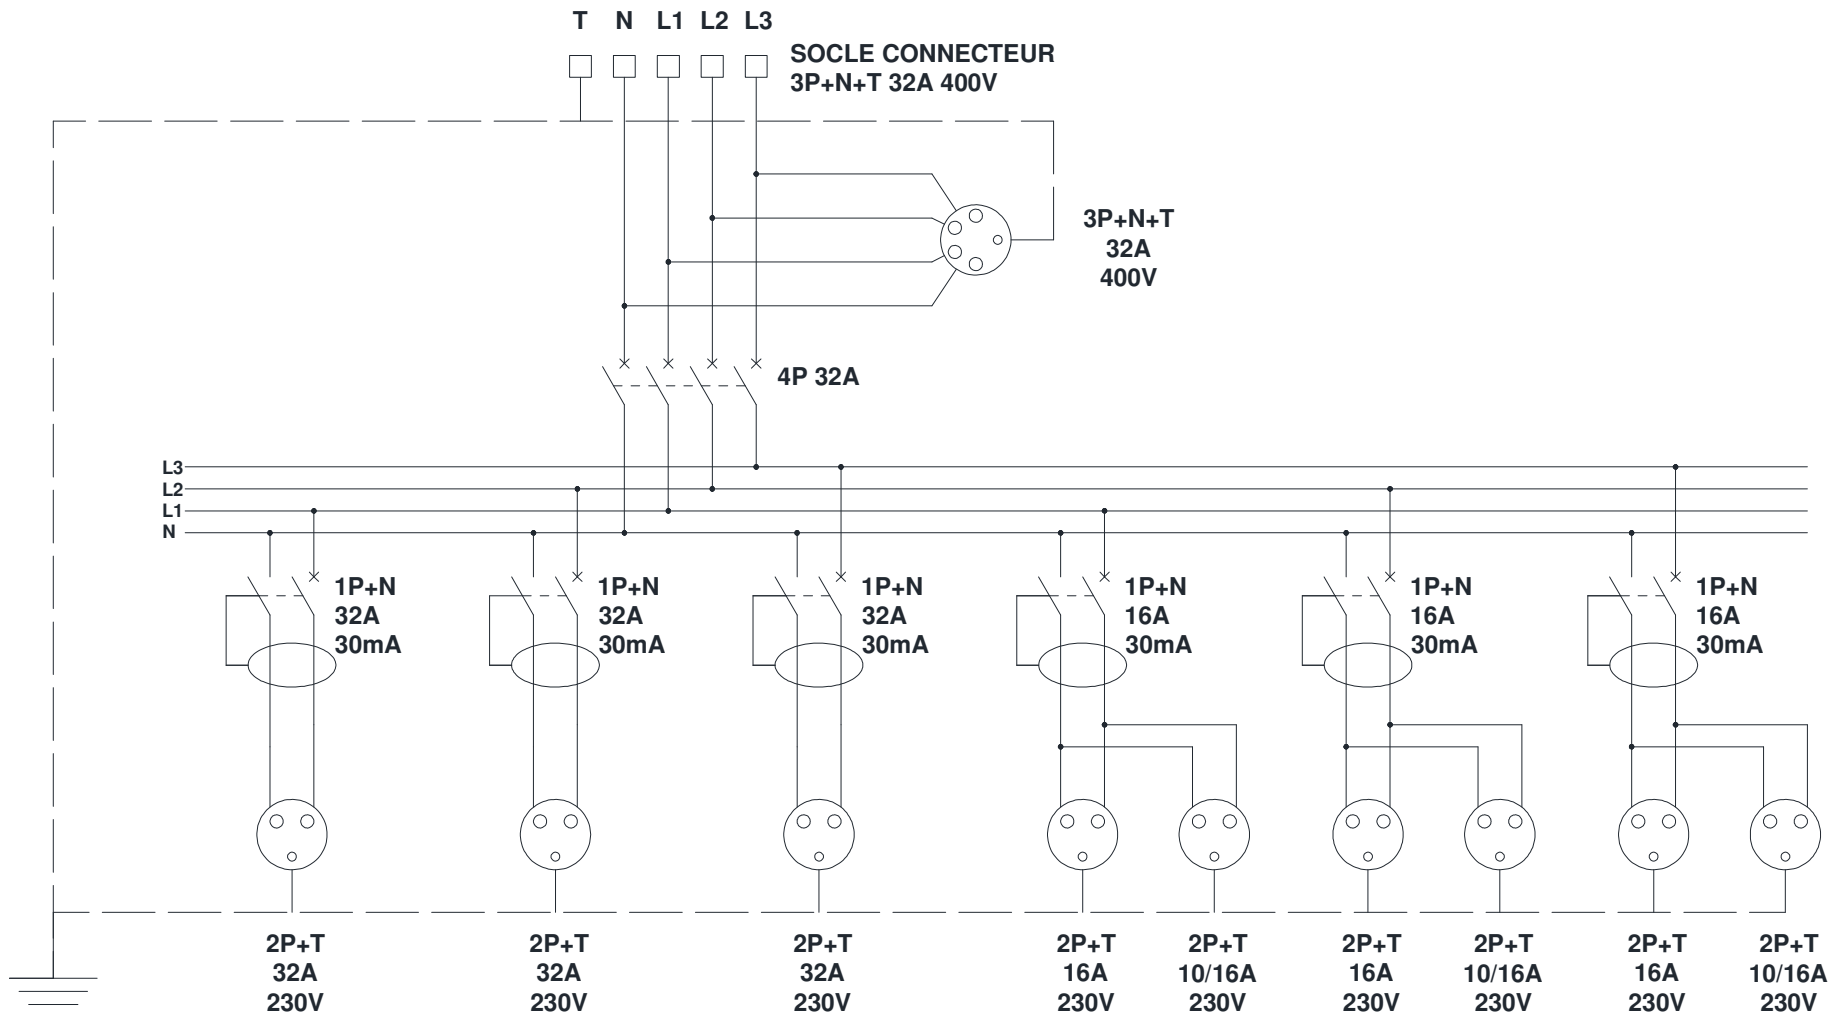 T N L1 L2 L3
SOCLE CONNECTEUR
3P+N+T 32A 400V
3P+N+T
32A
400V
4P 32A
L3
L2
L1
N
1P+N
32A
30mA
1P+N
32A
30mA
1P+N
32A
30mA
1P+N
16A
30mA
1P+N
16A
30mA
1P+N
16A
30mA
2P+T
32A
230V
2P+T
32A
230V
2P+T
32A
230V
2P+T
16A
230V
2P+T
10/16A
230V
2P+T
16A
230V
2P+T
10/16A
230V
2P+T
16A
230V
2P+T
10/16A
230V